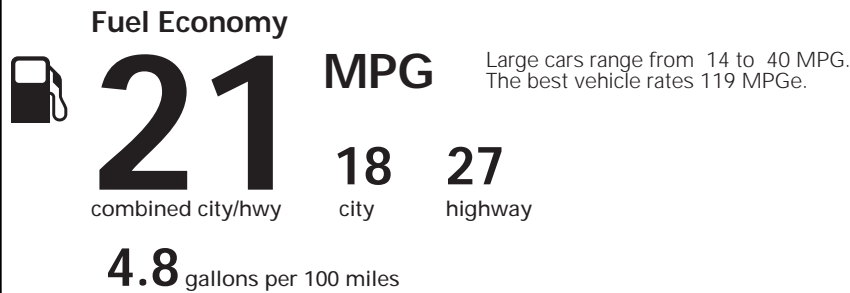 Fuel Economy
21 MPG
Large cars range from 14 to 40 MPG.
The best vehicle rates 119 MPGe.
18 27
combined city/hwy city highway
4.8 gallons per 100 miles